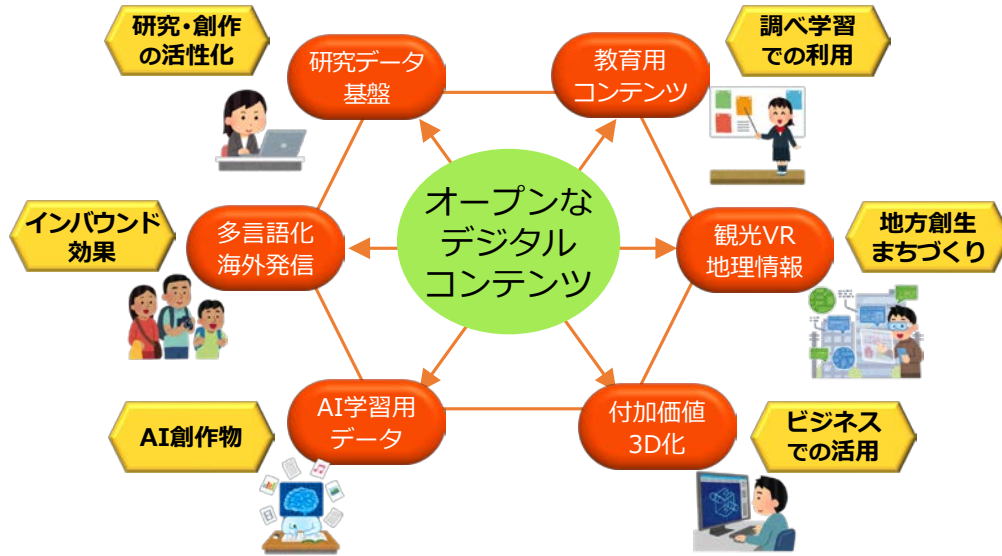 研究・創作
の活性化
研究データ
基盤
教育用
コンテンツ
調べ学習
での利用
インバウンド
効果
多言語化
海外発信
オープンな
デジタル
コンテンツ
観光VR
地理情報
地方創生
まちづくり
AI創作物
AI学習用
データ
付加価値
3D化
ビジネス
での活用